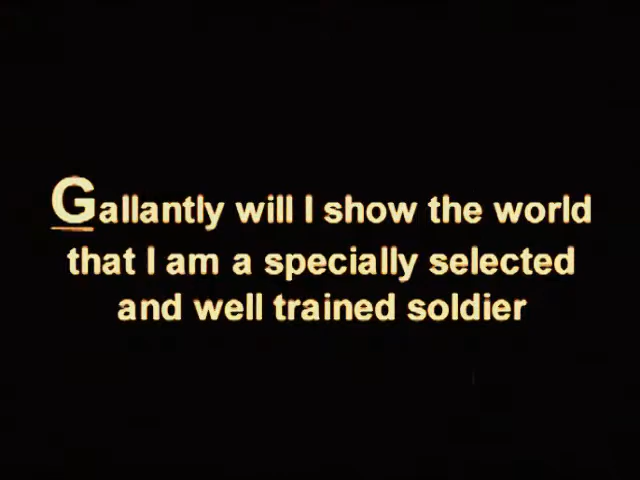 Gallantly will I show the world
that I am a specially selected
and well trained soldier